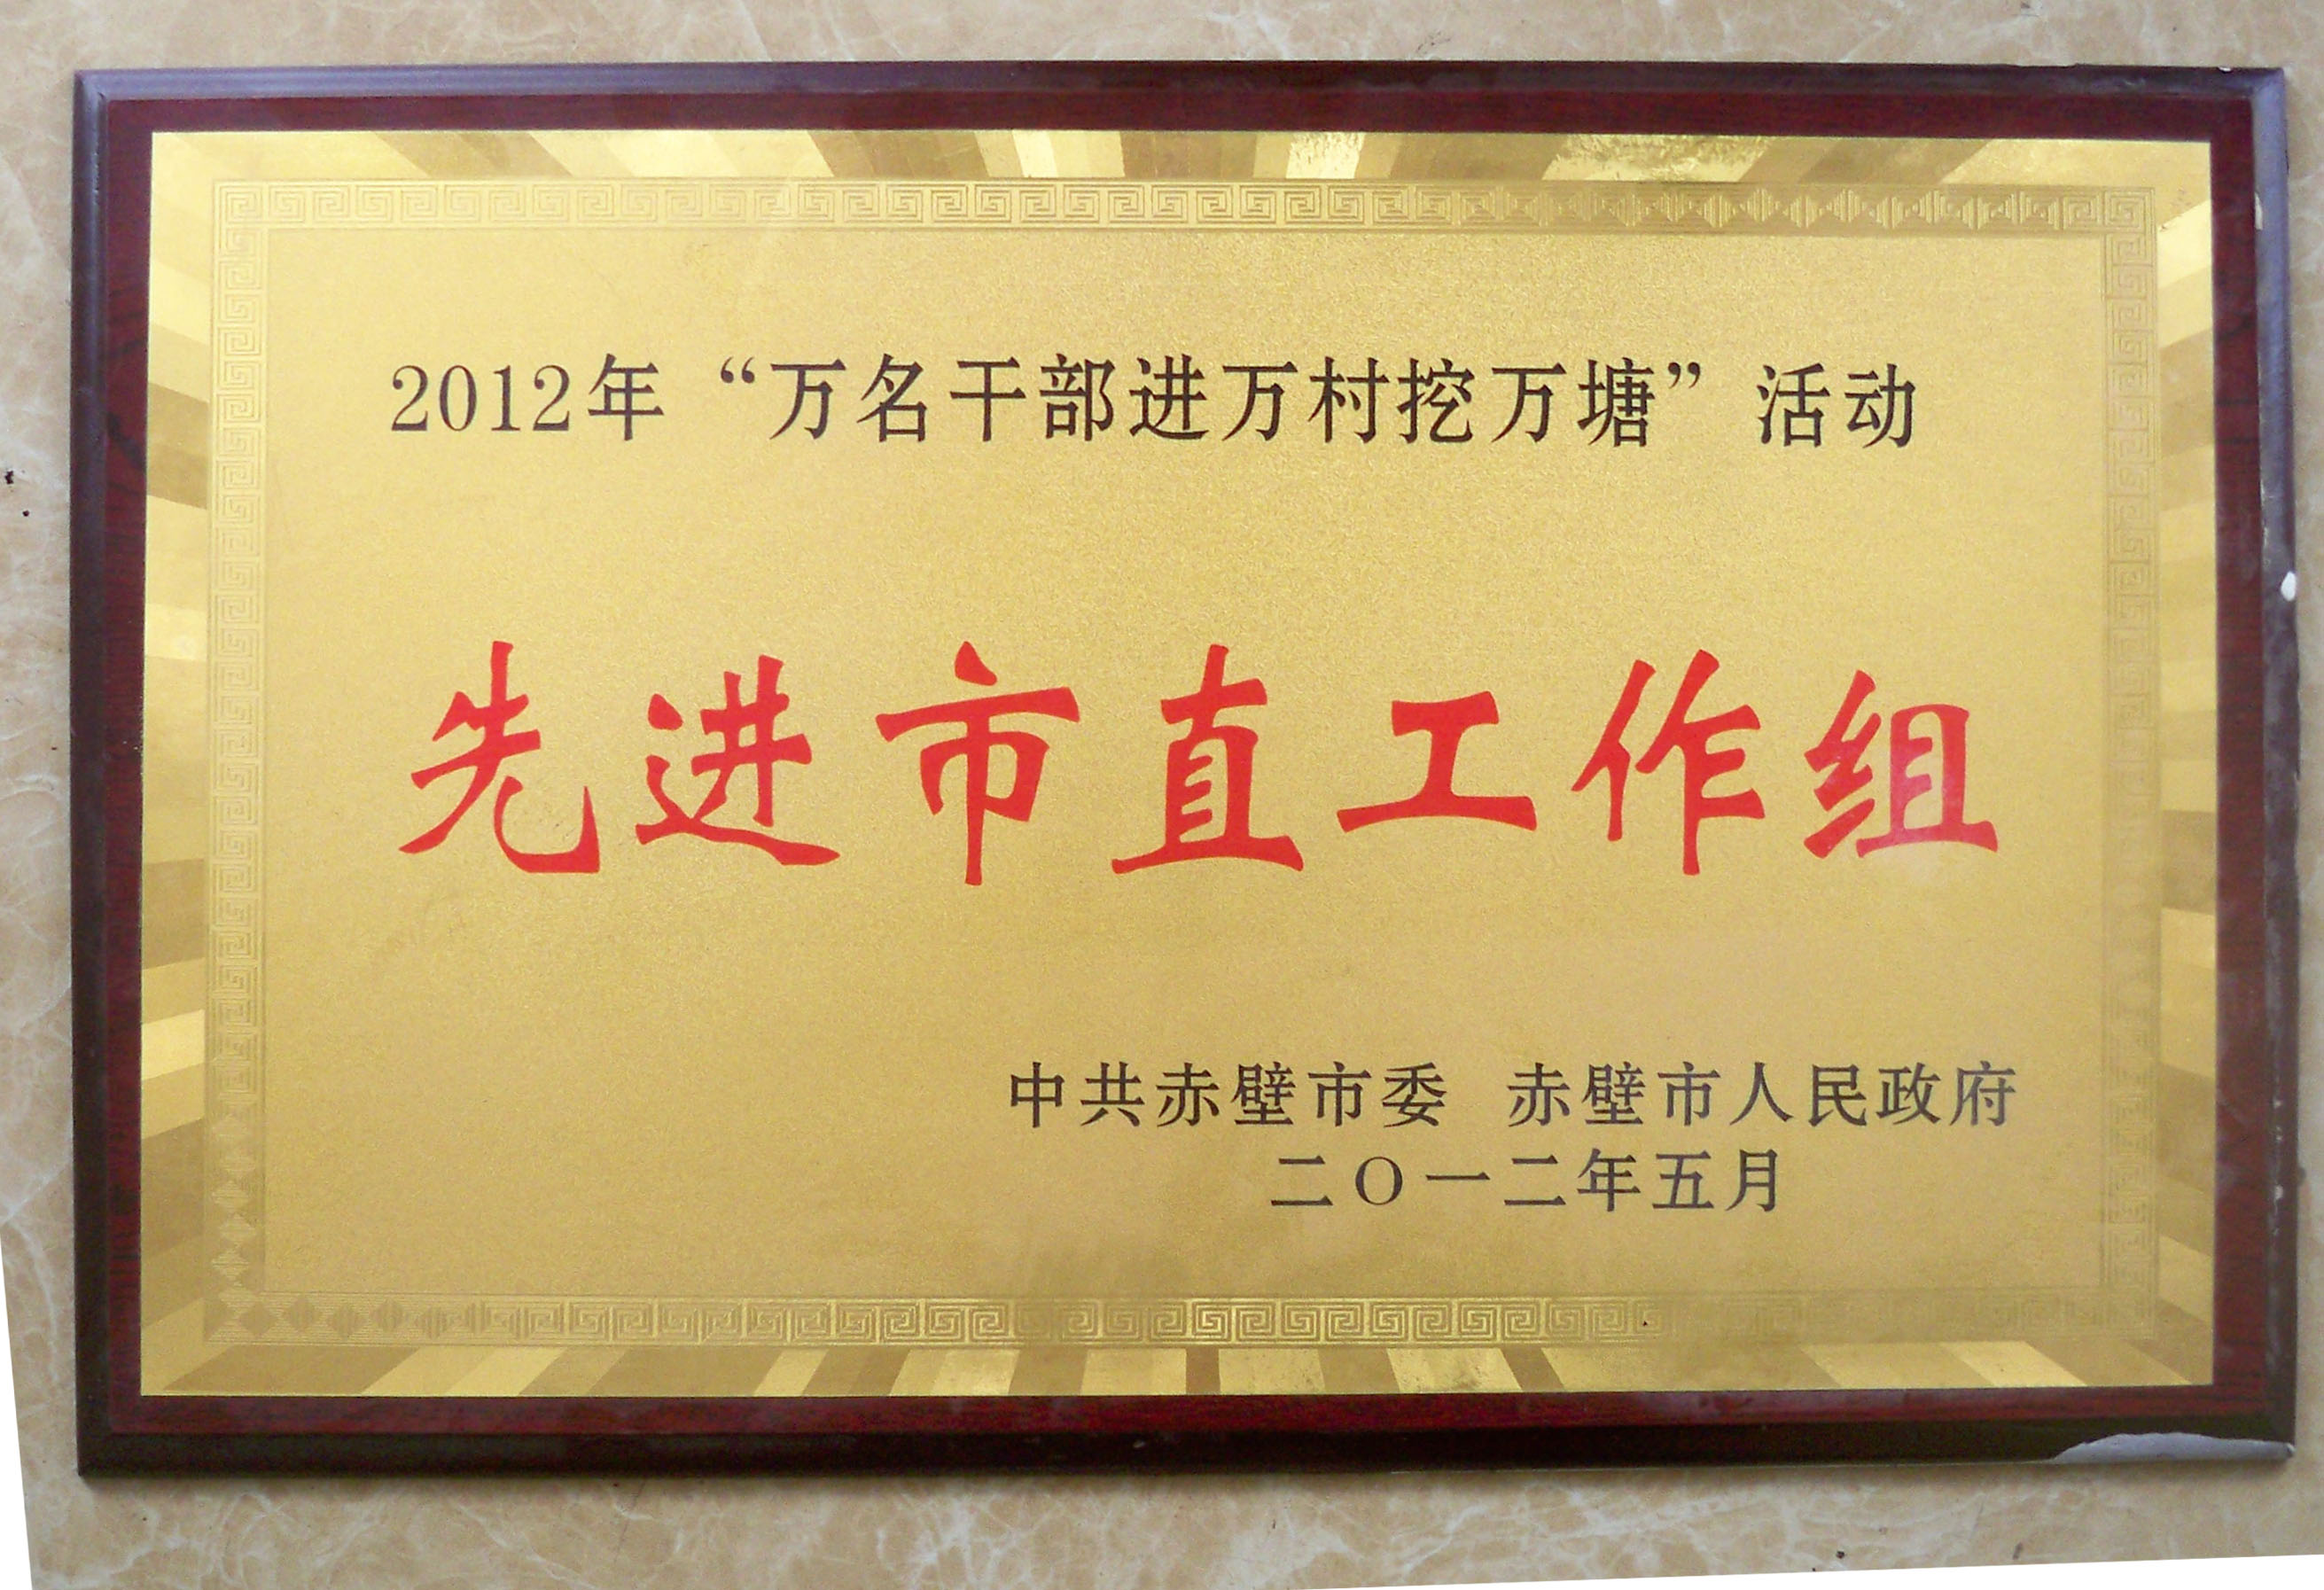 2012年“万名干部进万村挖万塘”活动
先进市直工作组
中共赤壁市委 赤壁市人民政府
二〇一二年五月